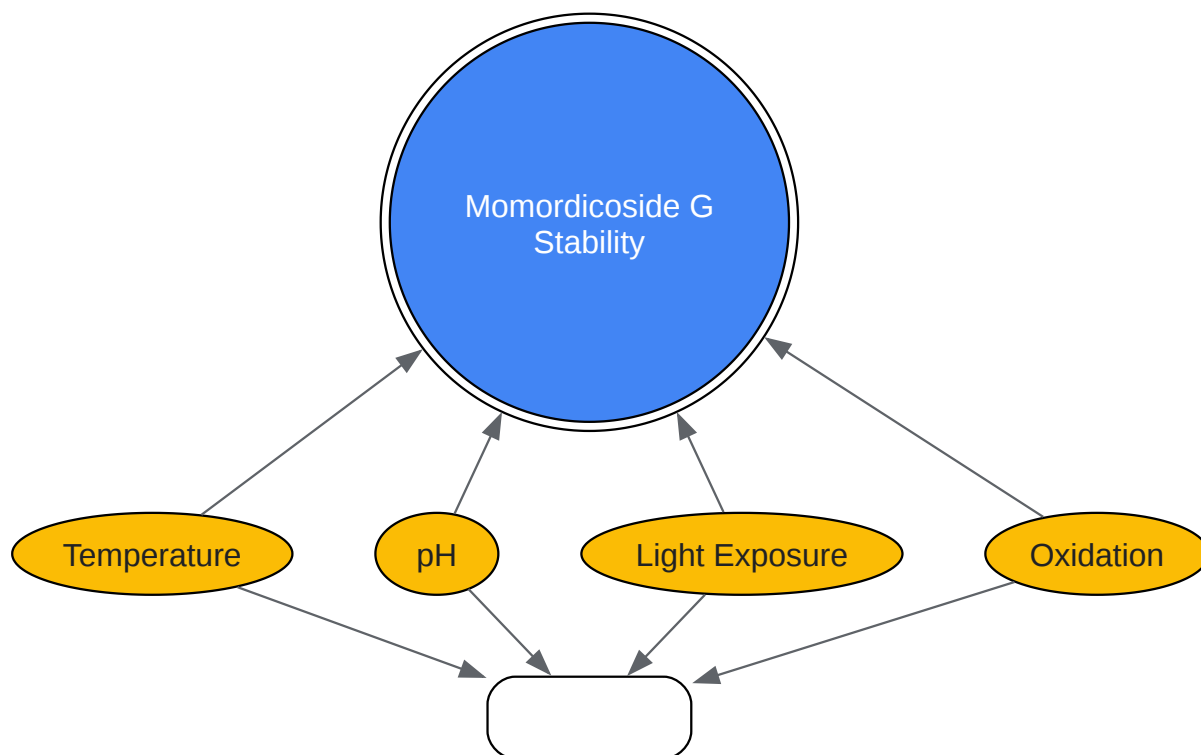 Momordicoside G
Stability
Temperature
pH
Light Exposure
Oxidation